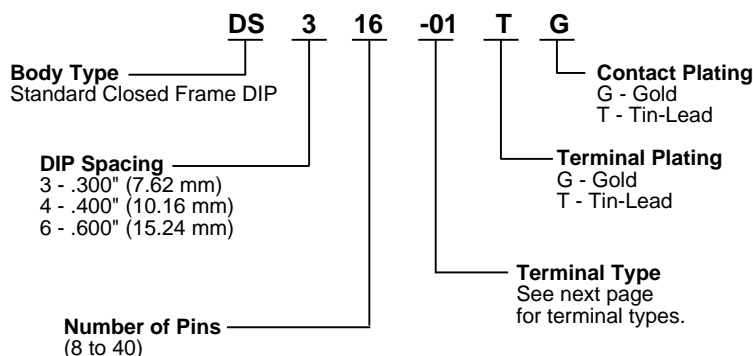 DS 3 16 -01 T G
Body Type
Standard Closed Frame DIP
Contact Plating
G - Gold
T - Tin-Lead
DIP Spacing
3 - .300" (7.62 mm)
4 - .400" (10.16 mm)
6 - .600" (15.24 mm)
Terminal Plating
G - Gold
T - Tin-Lead
Terminal Type
See next page
for terminal types.
Number of Pins
(8 to 40)